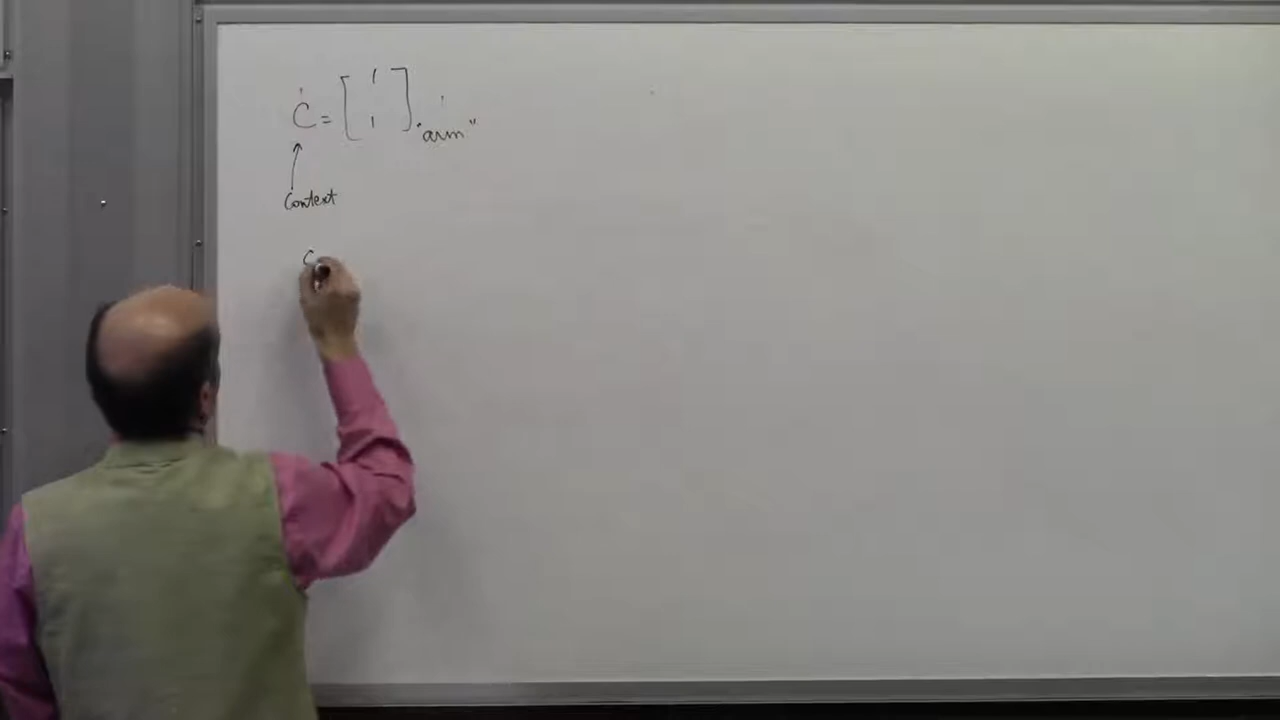 C = [ 1 1 ] "arm"
Context
C